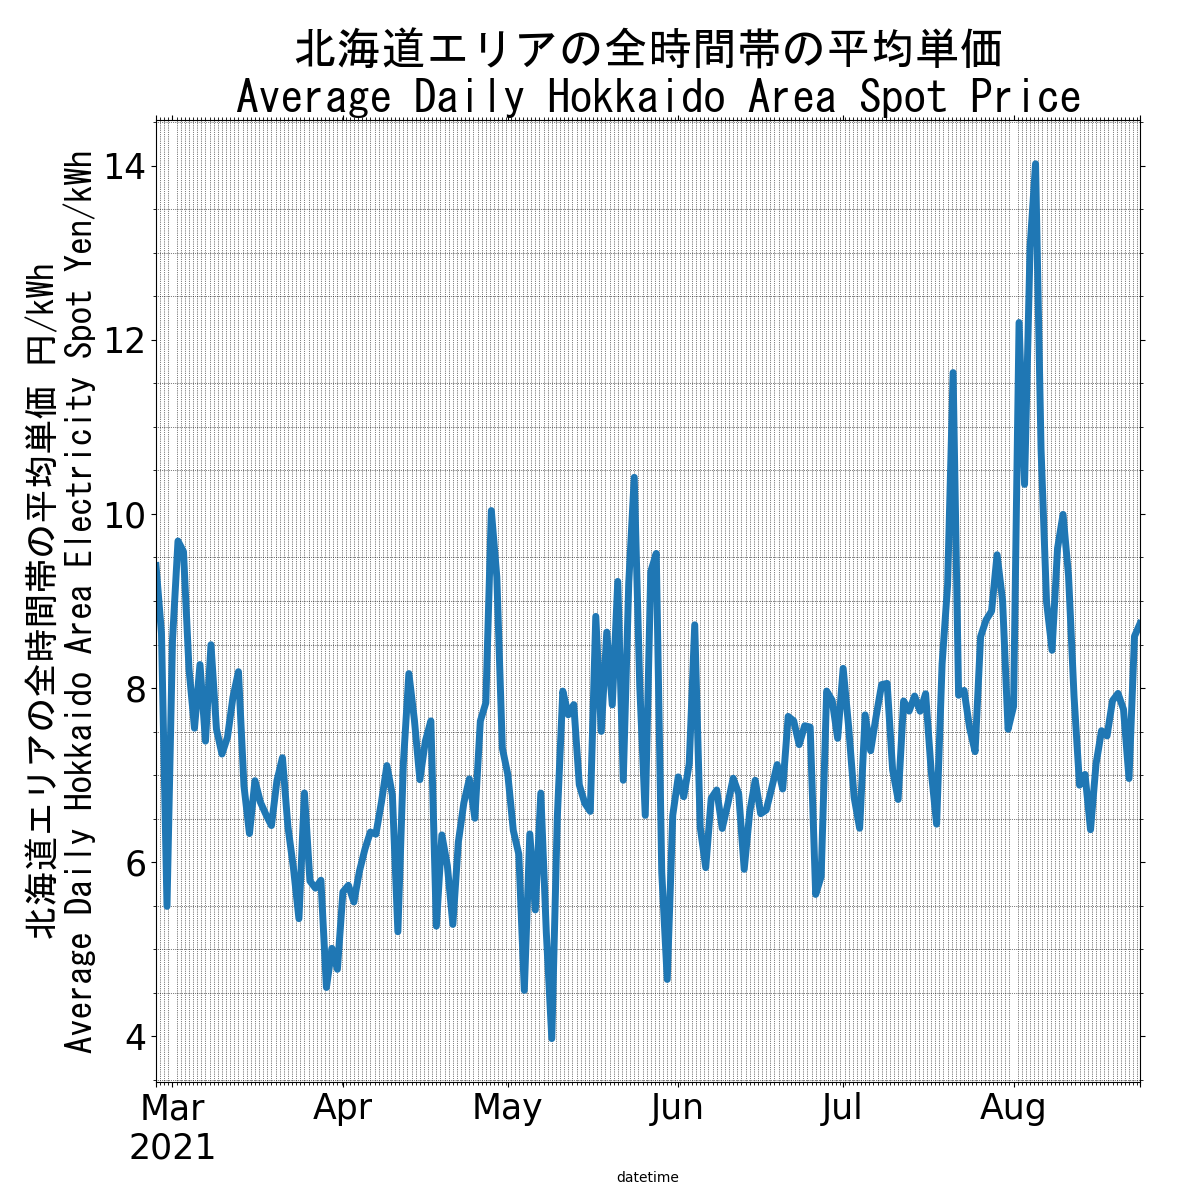 北海道エリアの全時間帯の平均単価
Average Daily Hokkaido Area Spot Price
北海道エリアの全時間帯の平均単価 円/kWh
Average Daily Hokkaido Area Electricity Spot Yen/kWh
14
12
10
8
6
4
Mar
2021
Apr
May
Jun
Jul
Aug
datetime